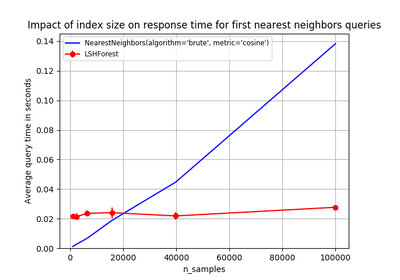 Impact of index size on response time for first nearest neighbors queries
NearestNeighbors(algorithm='brute', metric='cosine')
LSHForest
Average query time in seconds
0.14
0.12
0.10
0.08
0.06
0.04
0.02
0.00
0 20000 40000 60000 80000 100000
n_samples